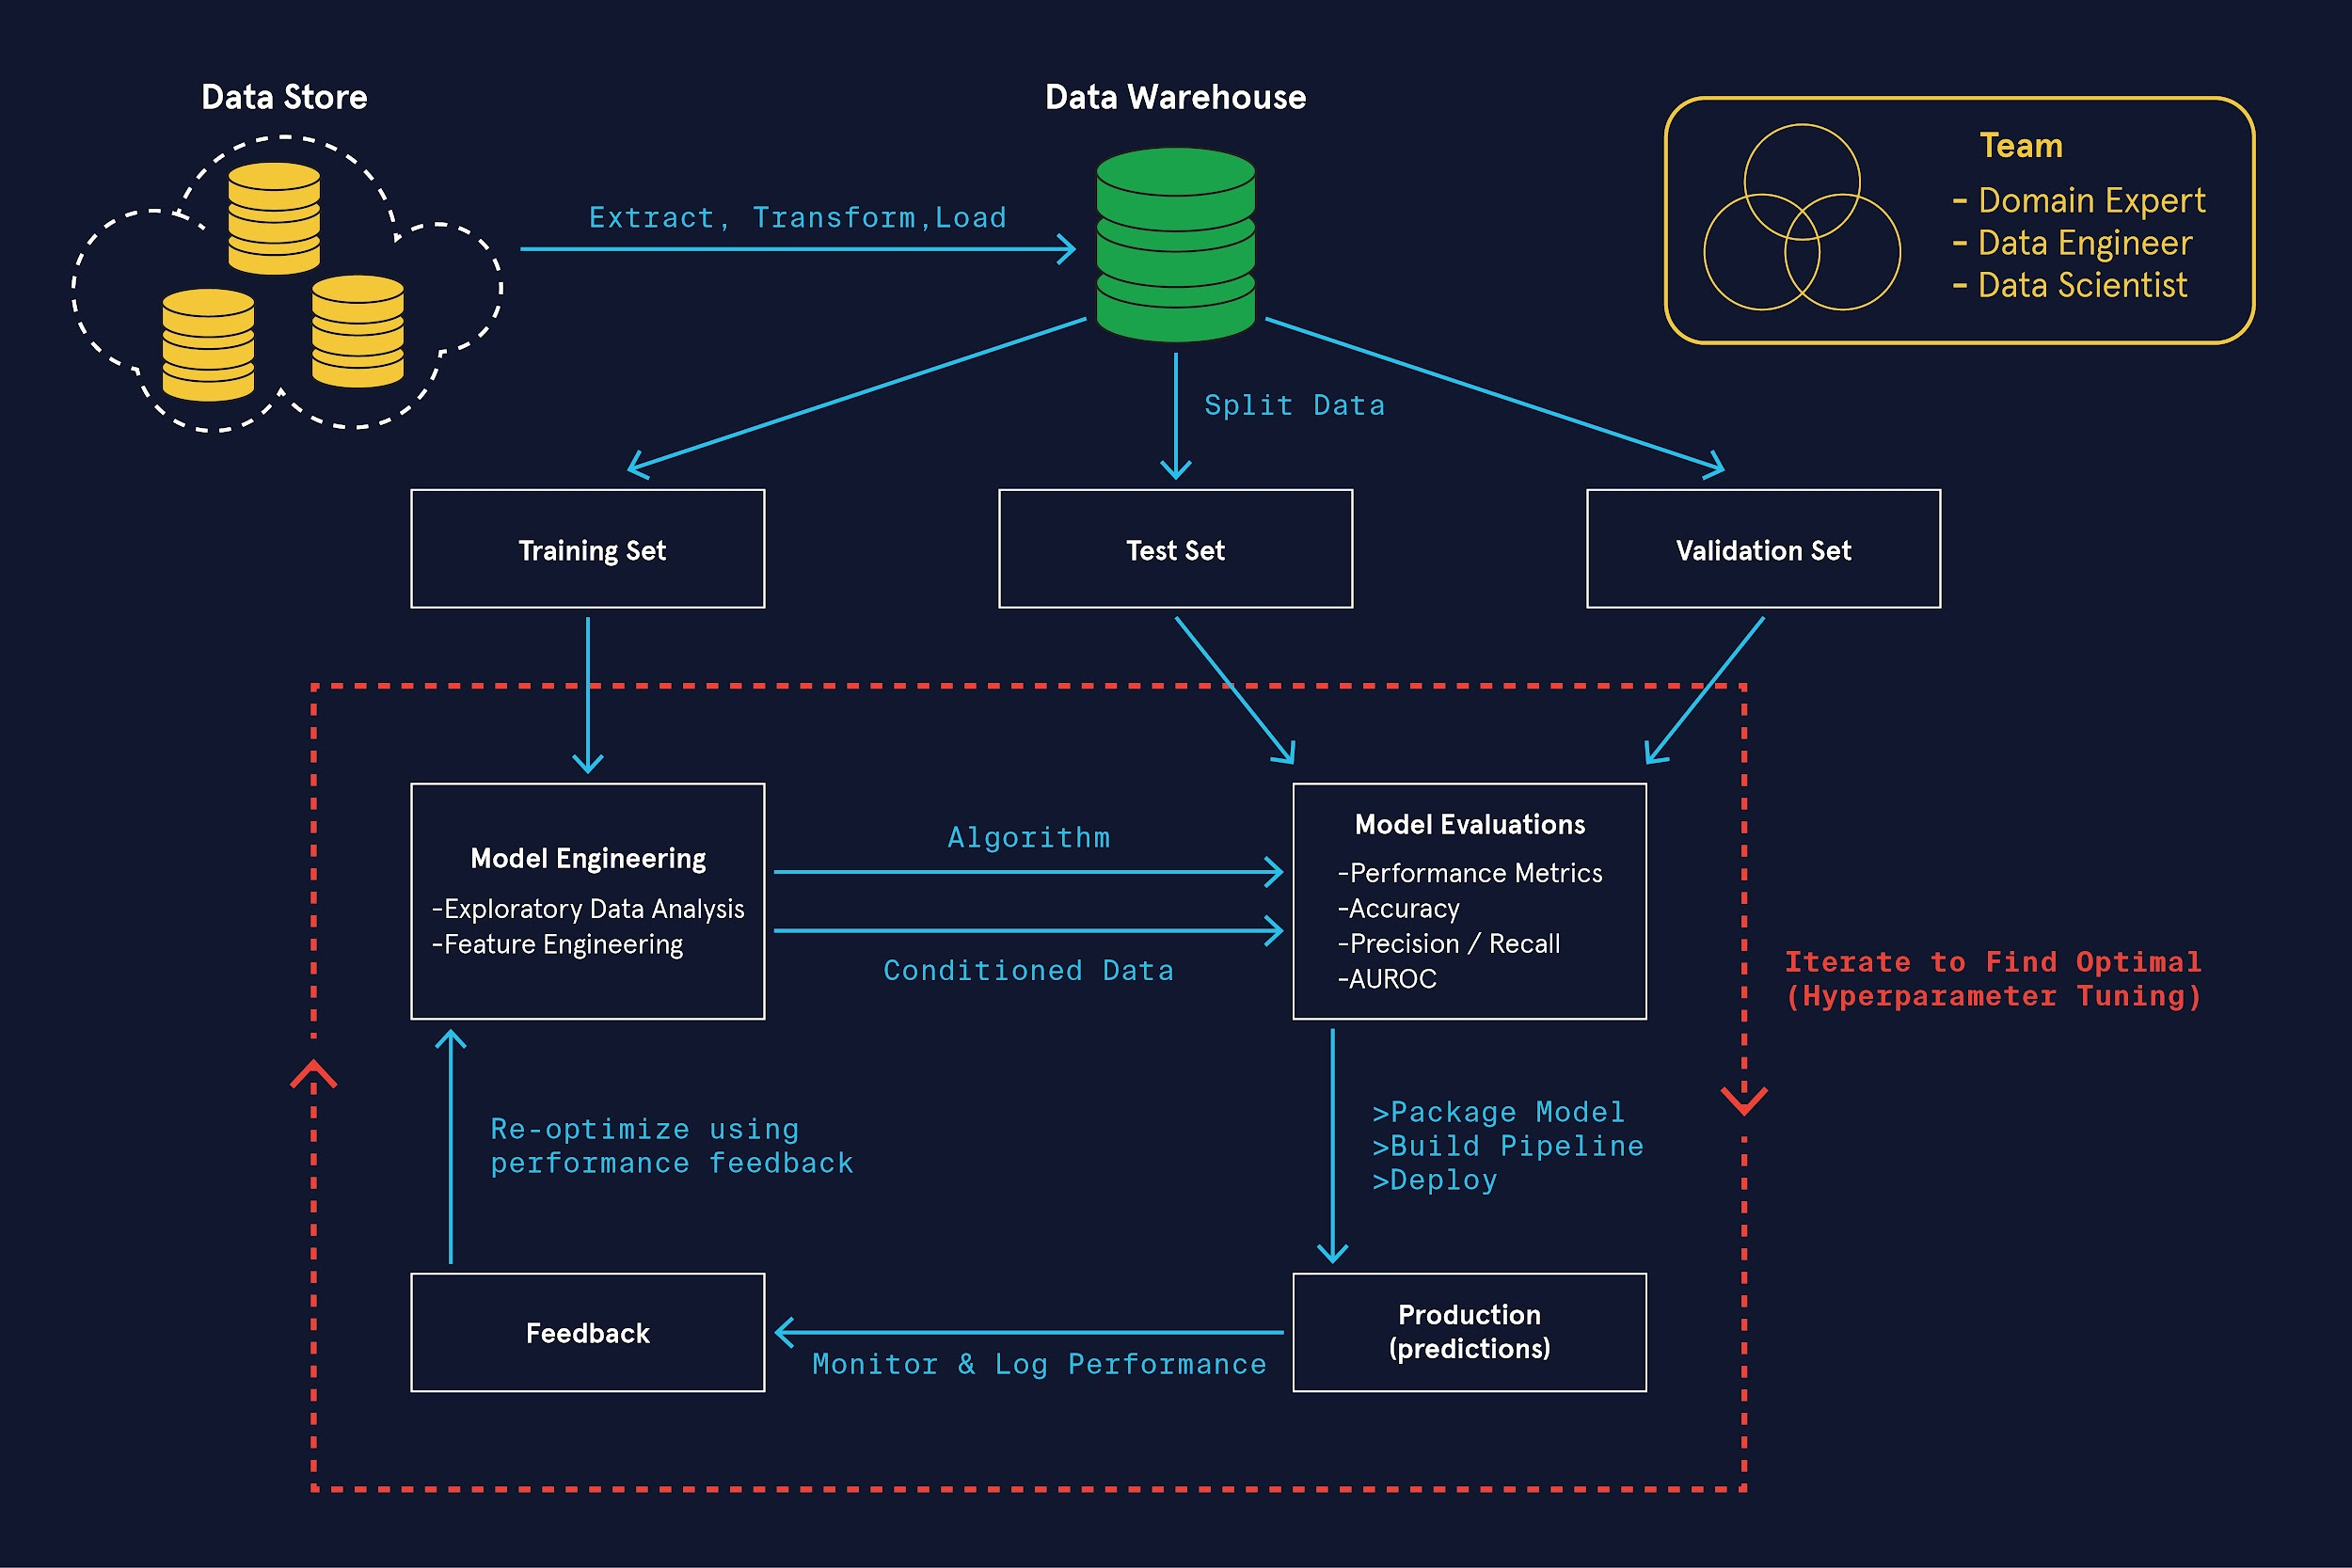 Data Store
Data Warehouse
Team
- Domain Expert
- Data Engineer
- Data Scientist
Extract, Transform,Load
Split Data
Training Set
Test Set
Validation Set
Model Engineering
-Exploratory Data Analysis
-Feature Engineering
Algorithm
Conditioned Data
Model Evaluations
-Performance Metrics
-Accuracy
-Precision / Recall
-AUROC
Iterate to Find Optimal
(Hyperparameter Tuning)
Re-optimize using
performance feedback
>Package Model
>Build Pipeline
>Deploy
Feedback
Monitor & Log Performance
Production
(predictions)